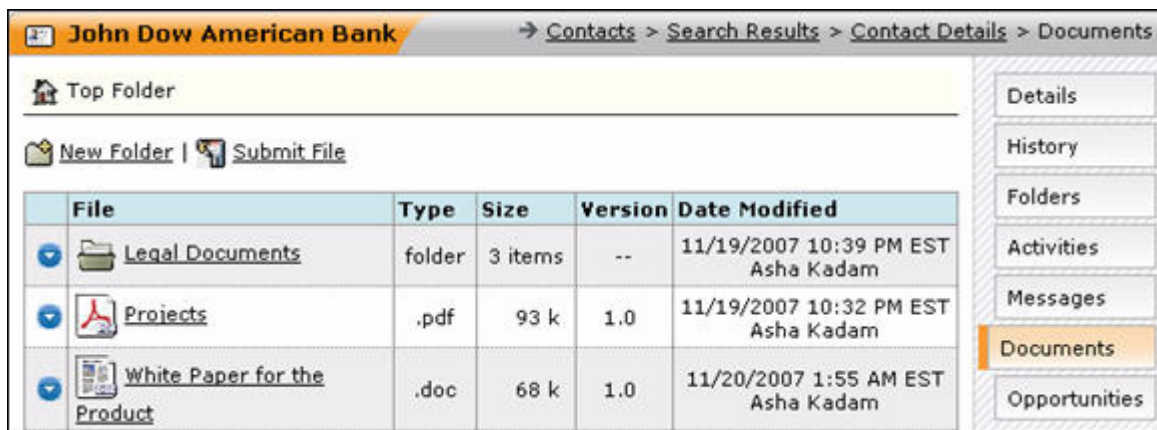 John Dow American Bank
→ Contacts > Search Results > Contact Details > Documents
Top Folder
New Folder | Submit File
File Type Size Version Date Modified
Legal Documents folder 3 items -- 11/19/2007 10:39 PM EST
Asha Kadam
Projects .pdf 93 k 1.0 11/19/2007 10:32 PM EST
Asha Kadam
White Paper for the
Product .doc 68 k 1.0 11/20/2007 1:55 AM EST
Asha Kadam
Details
History
Folders
Activities
Messages
Documents
Opportunities